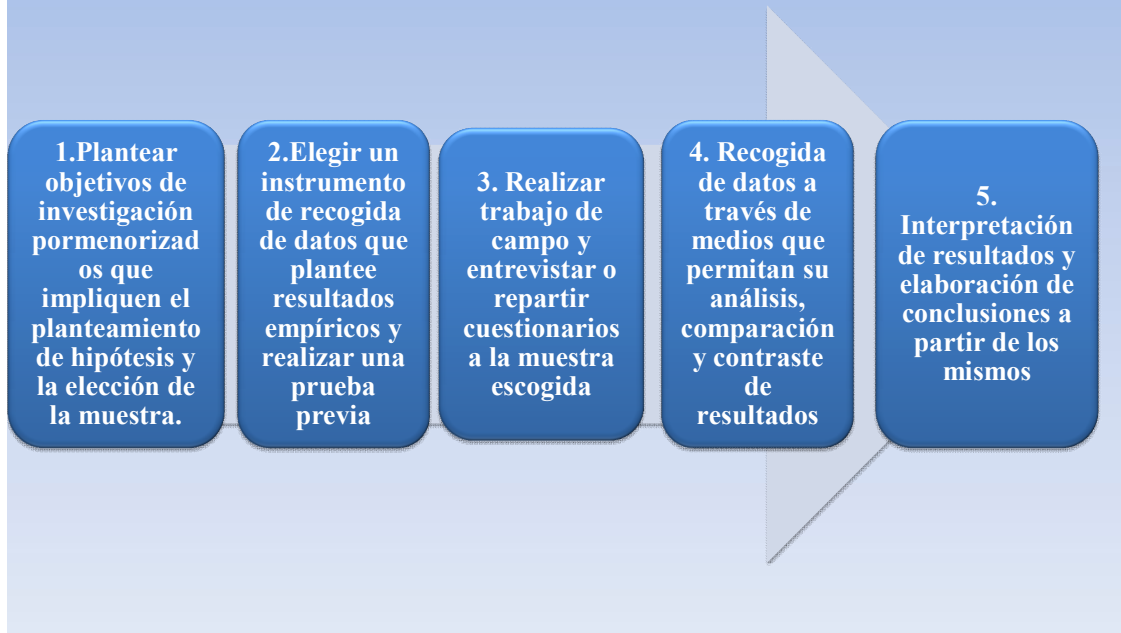 1.Plantear
objetivos de
investigación
pormenorizad
os que
impliquen el
planteamiento
de hipótesis y
la elección de
la muestra.
2.Elegir un
instrumento
de recogida
de datos que
plantee
resultados
empíricos y
realizar una
prueba
previa
3. Realizar
trabajo de
campo y
entrevistar o
repartir
cuestionarios
a la muestra
escogida
4. Recogida
de datos a
través de
medios que
permitan su
análisis,
comparación
y contraste
de
resultados
5.
Interpretación
de resultados y
elaboración de
conclusiones a
partir de los
mismos